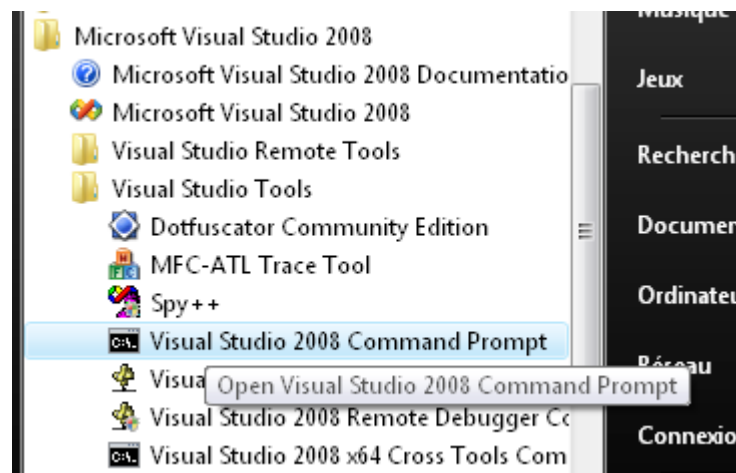 Musique
Microsoft Visual Studio 2008
Microsoft Visual Studio 2008 Documentatio
Jeux
Microsoft Visual Studio 2008
Visual Studio Remote Tools
Recherch
Visual Studio Tools
Dotfuscator Community Edition
Documen
MFC-ATL Trace Tool
Spy++
Ordinateu
Visual Studio 2008 Command Prompt
Réseau
Visua
Open Visual Studio 2008 Command Prompt
Visual Studio 2008 Remote Debugger Co
Connexio
Visual Studio 2008 x64 Cross Tools Com